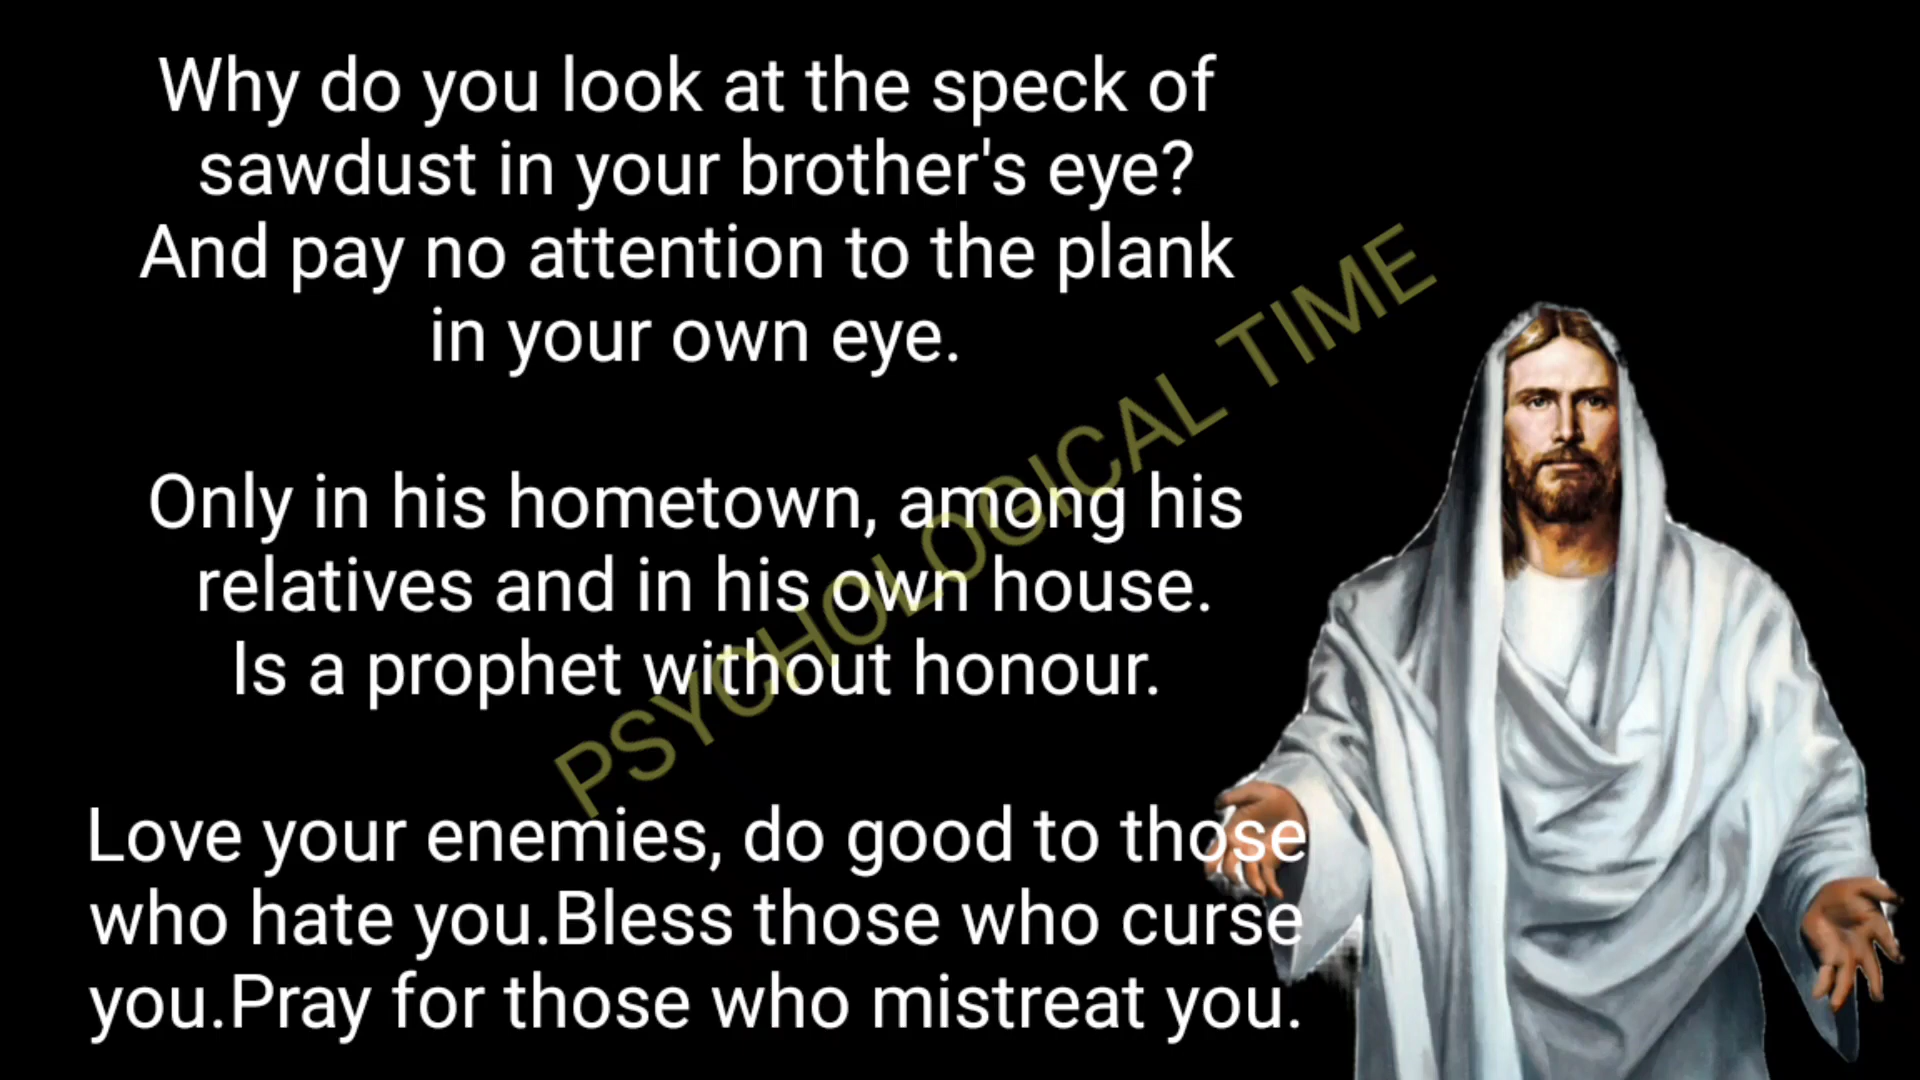 Why do you look at the speck of
sawdust in your brother's eye?
And pay no attention to the plank
in your own eye.
Only in his hometown, among his
relatives and in his own house.
Is a prophet without honour.
Love your enemies, do good to those
who hate you.Bless those who curse
you.Pray for those who mistreat you.
PSYCHOLOGICAL TIME